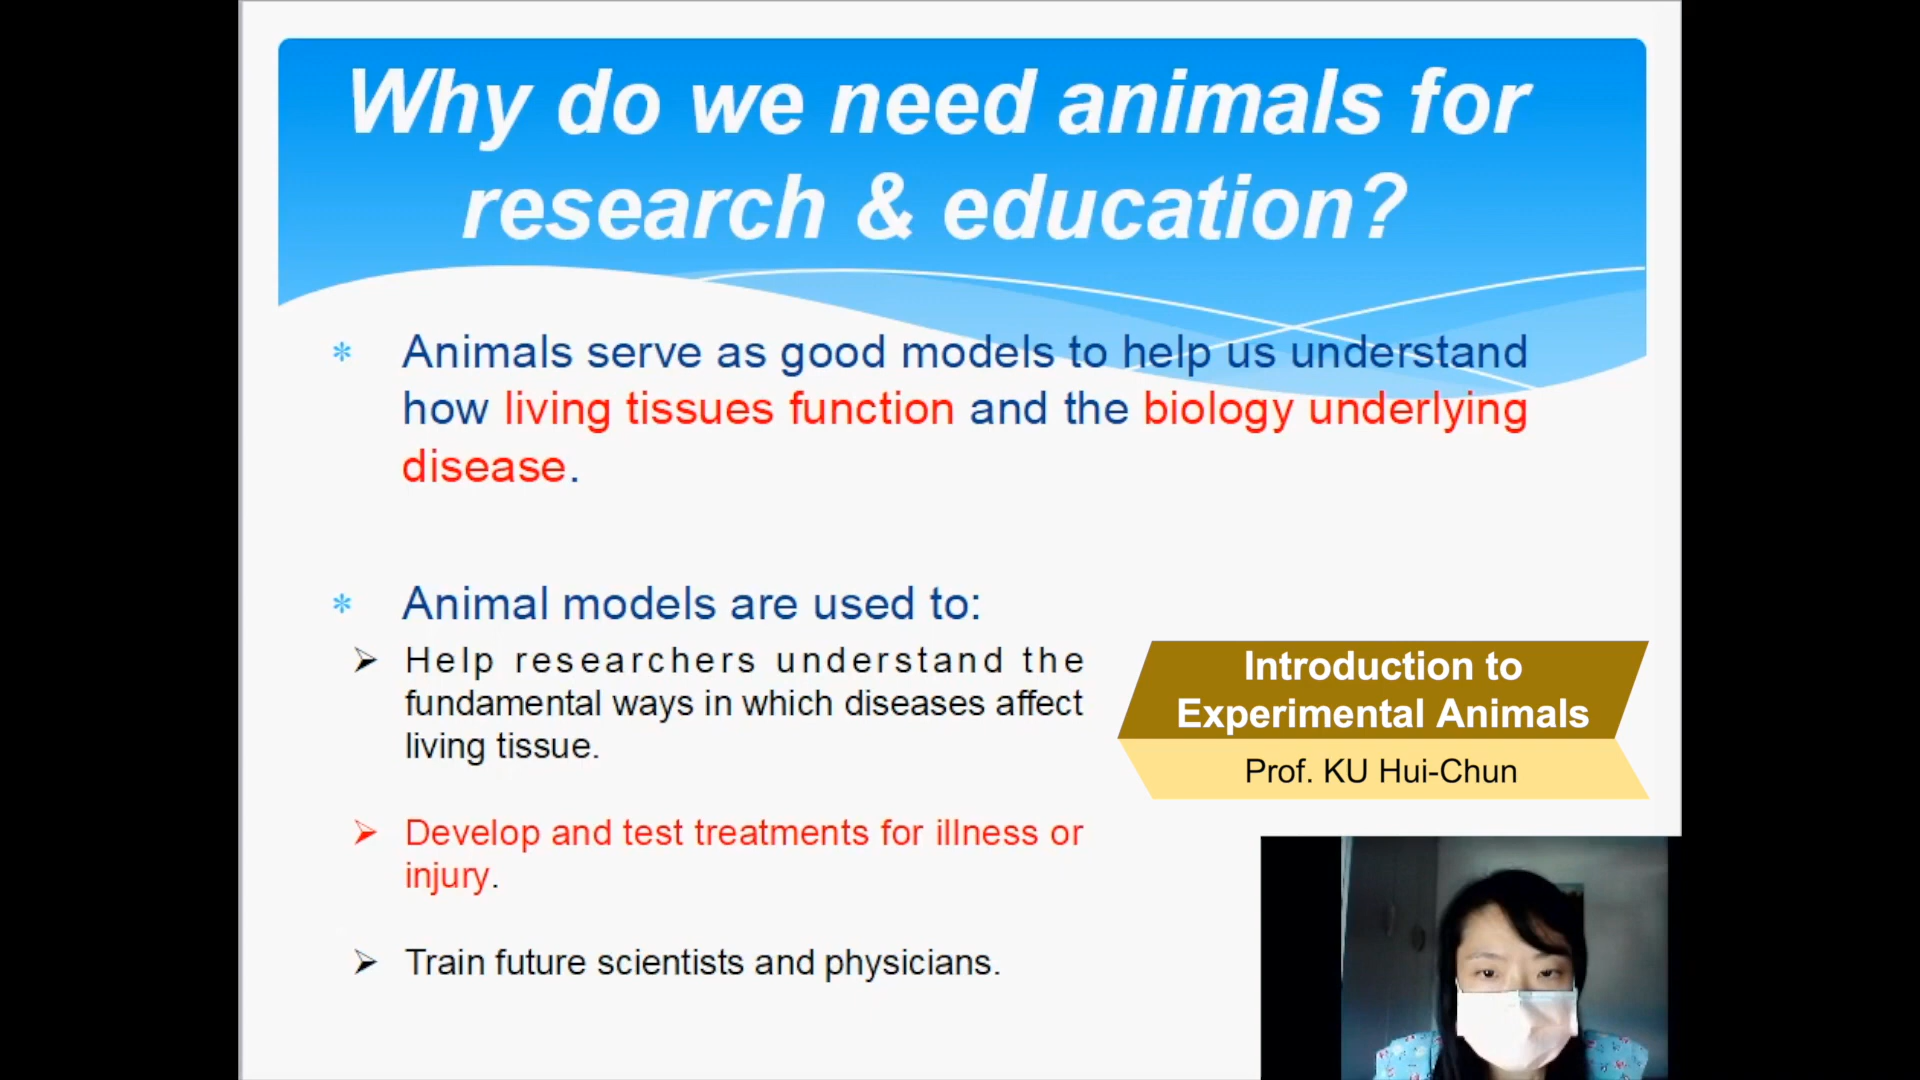 Why do we need animals for
research & education?
* Animals serve as good models to help us understand
how living tissues function and the biology underlying
disease.
* Animal models are used to:
➢ Help researchers understand the
fundamental ways in which diseases affect
living tissue.
➢ Develop and test treatments for illness or
injury.
➢ Train future scientists and physicians.
Introduction to
Experimental Animals
Prof. KU Hui-Chun